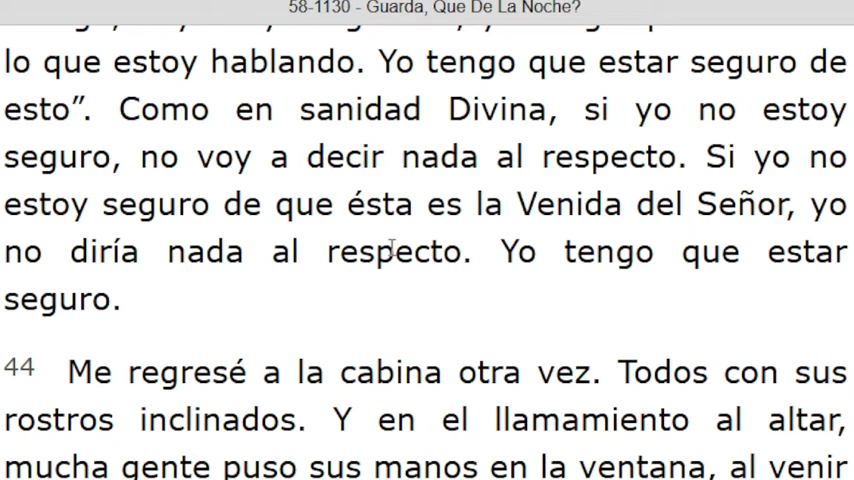 58-1130 - Guarda, Que De La Noche?
lo que estoy hablando. Yo tengo que estar seguro de
esto”. Como en sanidad Divina, si yo no estoy
seguro, no voy a decir nada al respecto. Si yo no
estoy seguro de que ésta es la Venida del Señor, yo
no diría nada al respecto. Yo tengo que estar
seguro.
44 Me regresé a la cabina otra vez. Todos con sus
rostros inclinados. Y en el llamamiento al altar,
mucha gente puso sus manos en la ventana, al venir